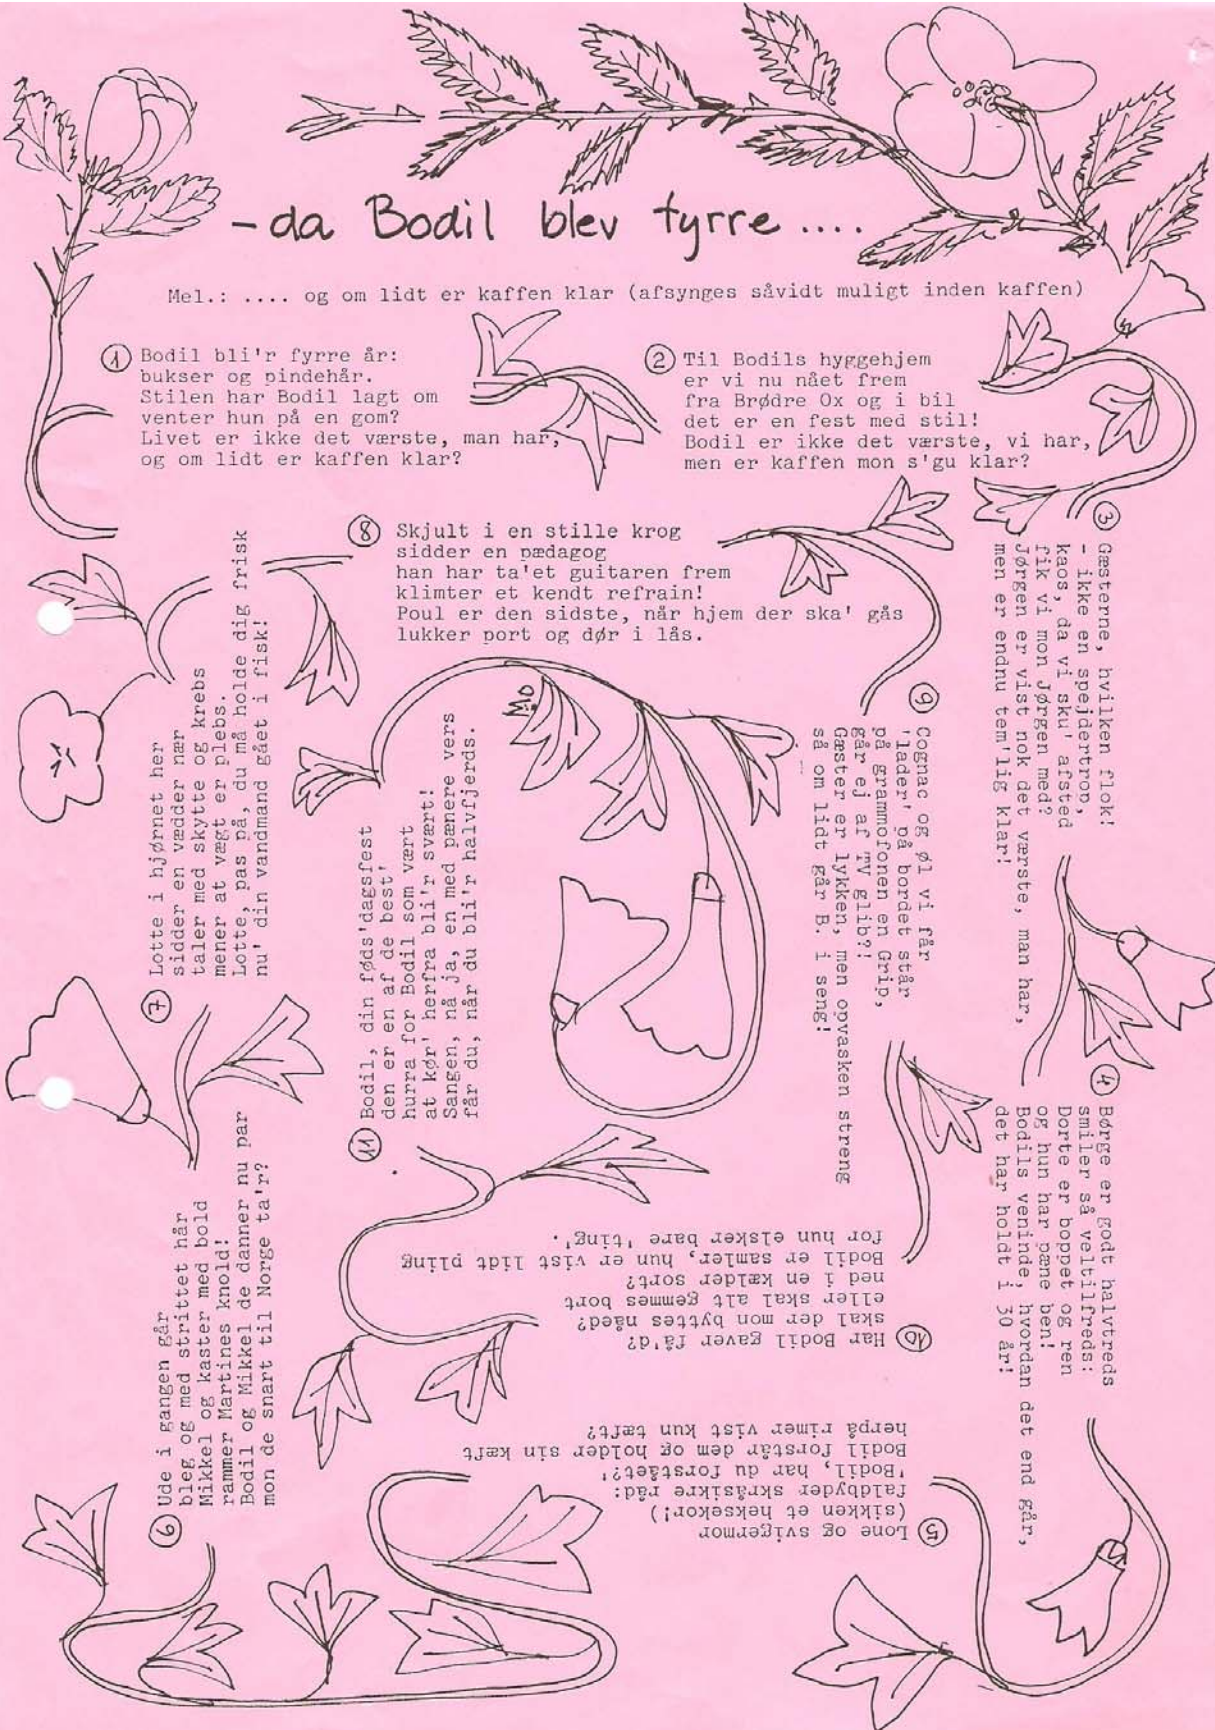 -da Bodil blev fyrre ....
Mel.: .... og om lidt er kaffen klar (afsynges såvidt muligt inden kaffen)
1 Bodil bli'r fyrre år:
bukser og pindehår.
Stilen har Bodil lagt om
venter hun på en gom?
Livet er ikke det værste, man har,
og om lidt er kaffen klar?
2 Til Bodils hyggehjem
er vi nu nået frem
fra Brødre Ox og i bil
det er en fest med stil!
Bodil er ikke det værste, vi har,
men er kaffen mon s'gu klar?
3 Gæsterne, hvilken flok!
- ikke en spejdertrop,
kaos, da vi sku' afsted
fik vi mon Jørgen med?
Jørgen er vist nok det værste, man har,
men er endnu tem'lig klar!
4 Børge er godt halvtreds
smiler så veltilfreds:
Dorte er boppet og ren
og hun har pæne ben!
Bodils veninde, hvordan det end går,
det har holdt i 30 år!
5 Lone og svigermor
(sikken et heksekor!)
faldbyder skråsikre råd:
'Bodil, har du forstået?'
Bodil forstår dem og holder sin kæft
herpå rimer vist kun tæft?
6 Ude i gangen går
bleg og med strittet hår
Mikkel og kaster med bold
rammer Martines knold!
Bodil og Mikkel de danner nu par
mon de snart til Norge ta'r?
7 Lotte i hjørnet her
sidder en vædder nær
taler med skytte og krebs
mener at vægt er plebs.
Lotte, pas på, du må holde dig frisk
nu' din vandmand gået i fisk!
8 Skjult i en stille krog
sidder en pædagog
han har ta'et guitaren frem
klimter et kendt refrain!
Poul er den sidste, når hjem der ska' gås
lukker port og dør i lås.
9 Cognac og øl vi får
'lader' på bordet står
på grammofonen en Grip,
går ej af TV glib?!
Gæster er lykken, men opvasken streng
så om lidt går B. i seng!
10 Har Bodil gaver få'd?
skal der mon byttes nåed?
eller skal alt gemmes bort
ned i en kælder sort?
Bodil er samler, hun er vist lidt pling
for hun elsker bare 'ting'.
11 Bodil, din føds'dagsfest
den er en af de best'
hurra for Bodil som vært
at kør' herfra bli'r svært!
Sangen, nå ja, en med pænere vers
får du, når du bli'r halvfjerds.
Mo